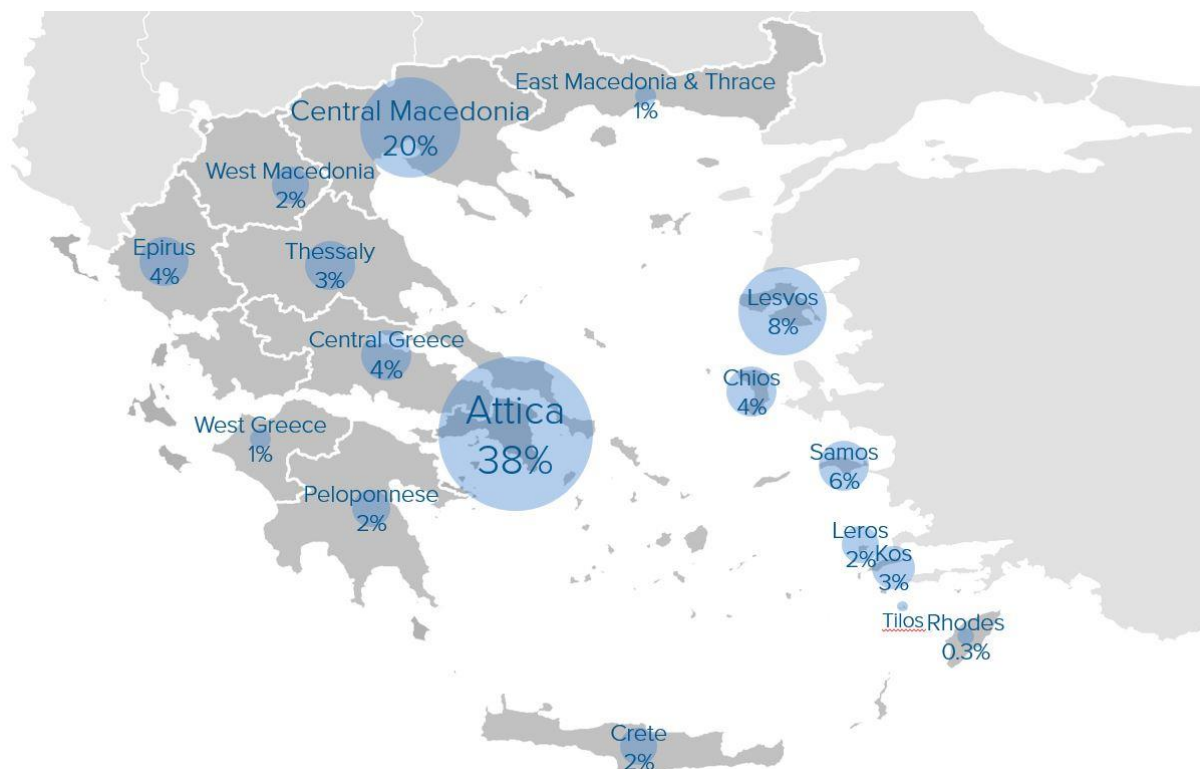 East Macedonia & Thrace
1%
Central Macedonia
20%
West Macedonia
2%
Epirus
4%
Thessaly
3%
Lesvos
8%
Central Greece
4%
Chios
4%
Attica
38%
West Greece
1%
Samos
6%
Peloponnese
2%
Leros
2%
Kos
3%
Tilos
Rhodes
0.3%
Crete
2%